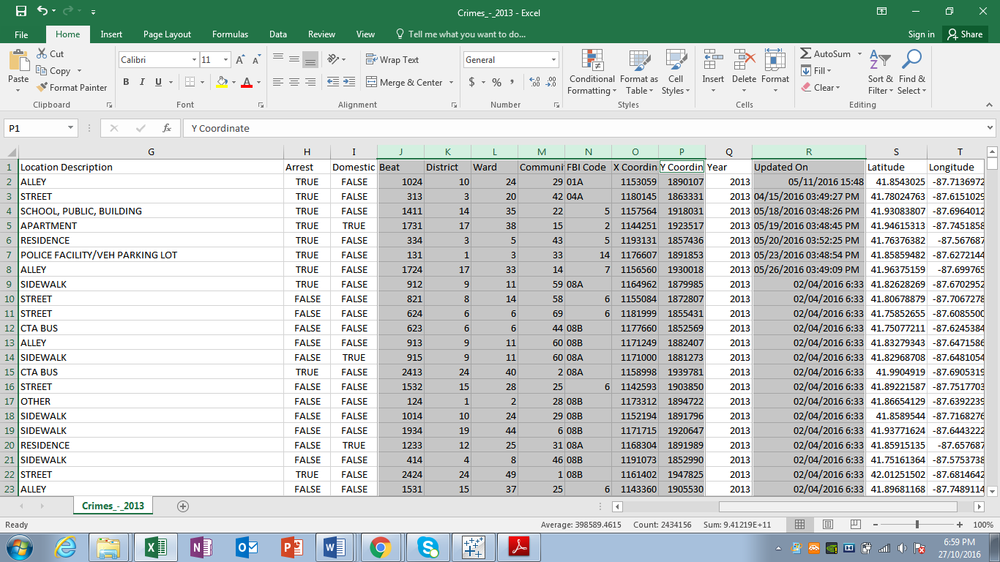 Crimes_-_2013 - Excel
File Home Insert Page Layout Formulas Data Review View Tell me what you want to do... Sign in Share
Cut
Copy
Format Painter
Paste
Clipboard
Calibri 11
B I U
Font
Wrap Text
Merge & Center
Alignment
General
$ % ,
Number
Conditional Formatting
Format as Table
Cell Styles
Styles
Insert Delete Format
Cells
AutoSum
Fill
Clear
Sort & Filter
Find & Select
Editing
P1 fx Y Coordinate
G H I J K L M N O P Q R S T
1 Location Description Arrest Domestic Beat District Ward Communi FBI Code X Coordin Y Coordin Year Updated On Latitude Longitude
2 ALLEY TRUE FALSE 1024 10 24 29 01A 1153059 1890107 2013 05/11/2016 15:48 41.8543025 -87.7136972
3 STREET TRUE FALSE 313 3 20 42 04A 1180145 1863331 2013 04/15/2016 03:49:27 PM 41.78024763 -87.6151029
4 SCHOOL, PUBLIC, BUILDING TRUE FALSE 1411 14 35 22 5 1157564 1918031 2013 05/18/2016 03:48:26 PM 41.93083807 -87.6964012
5 APARTMENT TRUE TRUE 1731 17 38 15 2 1144251 1923517 2013 05/19/2016 03:48:45 PM 41.94615313 -87.7451858
6 RESIDENCE TRUE FALSE 334 3 5 43 5 1193131 1857436 2013 05/20/2016 03:52:25 PM 41.76376382 -87.567687
7 POLICE FACILITY/VEH PARKING LOT TRUE FALSE 131 1 3 33 14 1176607 1891853 2013 05/23/2016 03:48:54 PM 41.85859482 -87.6272144
8 ALLEY TRUE FALSE 1724 17 33 14 7 1156560 1930018 2013 05/26/2016 03:49:09 PM 41.96375159 -87.699765
9 SIDEWALK TRUE FALSE 912 9 11 59 08A 1164962 1879985 2013 02/04/2016 6:33 41.82628269 -87.6702952
10 STREET FALSE FALSE 821 8 14 58 6 1155084 1872807 2013 02/04/2016 6:33 41.80678879 -87.7067278
11 STREET FALSE FALSE 624 6 6 69 6 1181999 1855431 2013 02/04/2016 6:33 41.75852655 -87.6085500
12 CTA BUS FALSE FALSE 623 6 6 44 08B 1177660 1852569 2013 02/04/2016 6:33 41.75077211 -87.6245384
13 ALLEY FALSE FALSE 913 9 11 60 08B 1171249 1882407 2013 02/04/2016 6:33 41.83279343 -87.6471586
14 SIDEWALK FALSE TRUE 915 9 11 60 08A 1171000 1881273 2013 02/04/2016 6:33 41.82968708 -87.6481054
15 CTA BUS TRUE FALSE 2413 24 40 2 08A 1158998 1939781 2013 02/04/2016 6:33 41.9904919 -87.6905319
16 STREET FALSE FALSE 1532 15 28 25 6 1142593 1903850 2013 02/04/2016 6:33 41.89221587 -87.7517703
17 OTHER FALSE FALSE 124 1 2 28 08B 1173312 1894722 2013 02/04/2016 6:33 41.86654129 -87.6392239
18 SIDEWALK FALSE FALSE 1014 10 24 29 08B 1152194 1891796 2013 02/04/2016 6:33 41.8589544 -87.7168276
19 SIDEWALK FALSE FALSE 1934 19 44 6 08B 1171715 1920647 2013 02/04/2016 6:33 41.93771624 -87.6443222
20 RESIDENCE FALSE TRUE 1233 12 25 31 08A 1168304 1891989 2013 02/04/2016 6:33 41.85915135 -87.657687
21 SIDEWALK FALSE FALSE 414 4 8 46 08B 1191073 1852990 2013 02/04/2016 6:33 41.75161364 -87.5753738
22 STREET TRUE FALSE 2424 24 49 1 08B 1161402 1947825 2013 02/04/2016 6:33 42.01251502 -87.6814642
23 ALLEY FALSE FALSE 1531 15 37 25 6 1143360 1905530 2013 02/04/2016 6:33 41.89681168 -87.7489114
Crimes_-_2013
Ready Average: 398589.4615 Count: 2434156 Sum: 9.41219E+11 100%
6:59 PM
27/10/2016